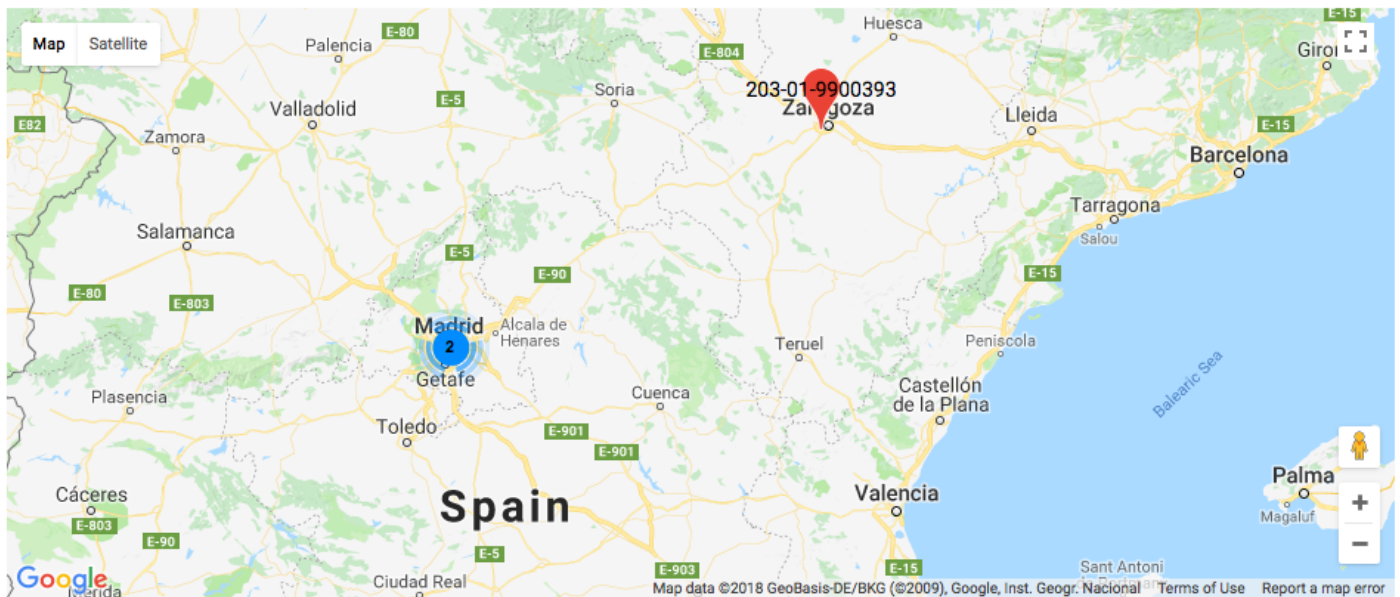 Map Satellite
E-80
Palencia
E-804
Huesca
E-15
Giro
Soria
203-01-9900393
Zaragoza
Lleida
E-5
Valladolid
E82
Zamora
E-15
Barcelona
Tarragona
Salou
Salamanca
E-5
E-90
E-15
E-80
E-803
Madrid
2
Alcala de
Henares
Getafe
Teruel
Peniscola
Balearic Sea
Plasencia
Cuenca
Castellón
de la Plana
Toledo
E-901
E-901
Cáceres
E-803
Spain
Valencia
Palma
Magaluf
E-90
E-5
E-903
E-15
Sant Antoni
Google
Ciudad Real
Map data ©2018 GeoBasis-DE/BKG (©2009), Google, Inst. Geogr. Nacional Terms of Use Report a map error